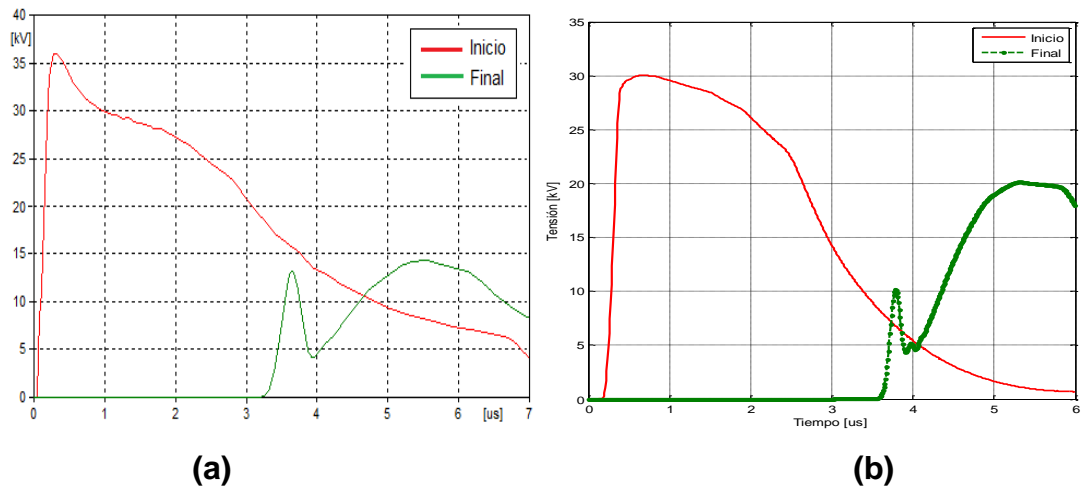 40
[kV]
35
30
25
20
15
10
5
0
0 1 2 3 4 5 6 [us] 7
Inicio
Final
(a)
35
30
25
20
15
10
5
0
Tensión [kV]
0 1 2 3 4 5 6
Tiempo [us]
Inicio
Final
(b)